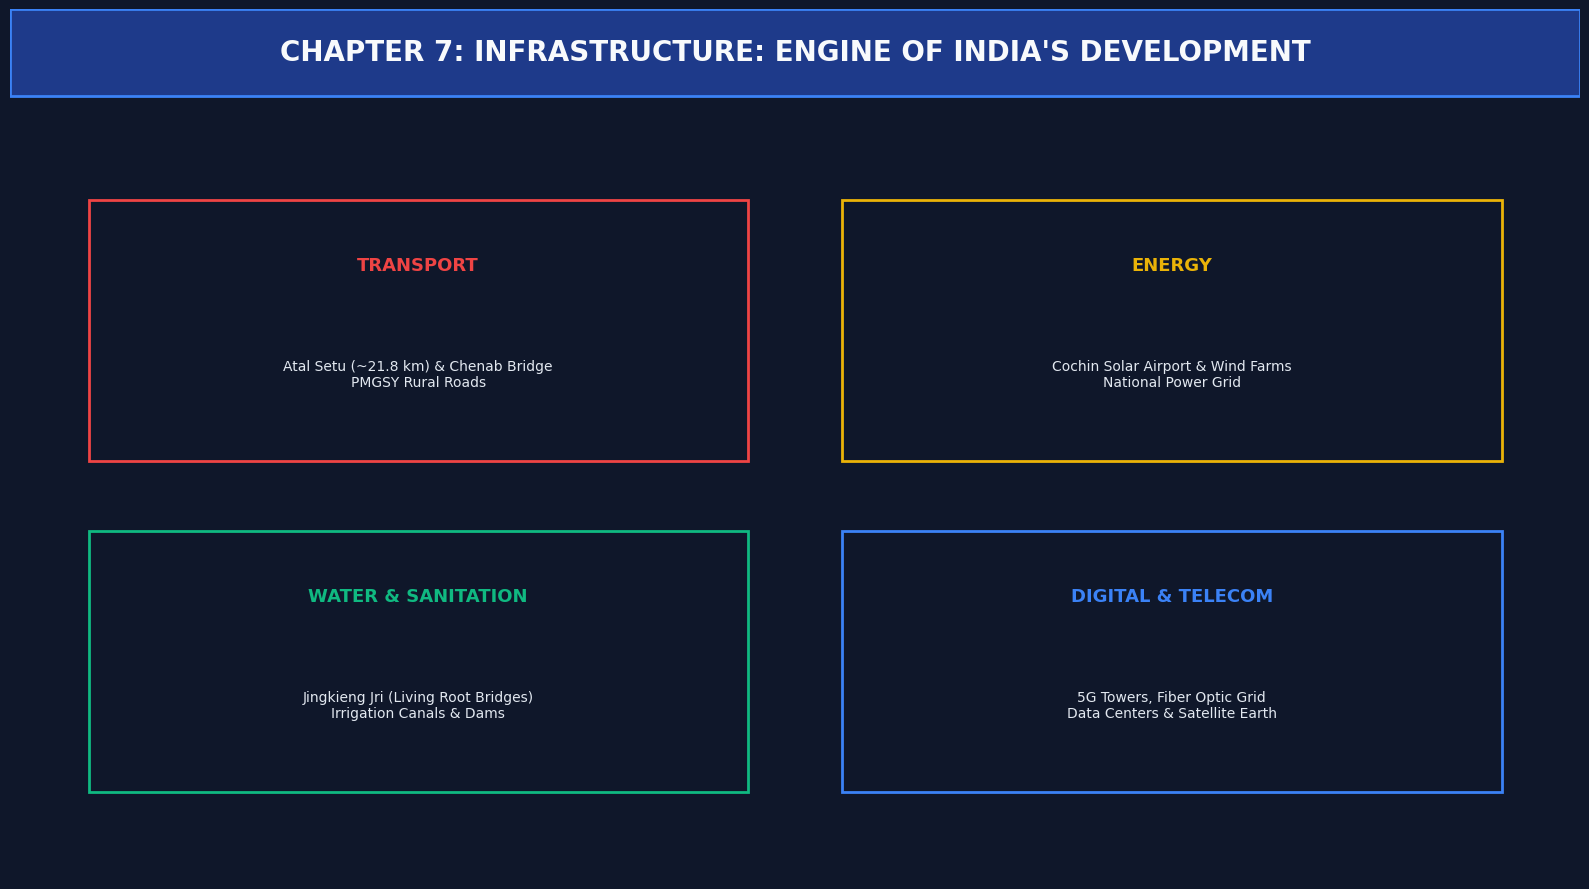 CHAPTER 7: INFRASTRUCTURE: ENGINE OF INDIA'S DEVELOPMENT
TRANSPORT
Atal Setu (~21.8 km) & Chenab Bridge
PMGSY Rural Roads
ENERGY
Cochin Solar Airport & Wind Farms
National Power Grid
WATER & SANITATION
Jingkieng Jri (Living Root Bridges)
Irrigation Canals & Dams
DIGITAL & TELECOM
5G Towers, Fiber Optic Grid
Data Centers & Satellite Earth